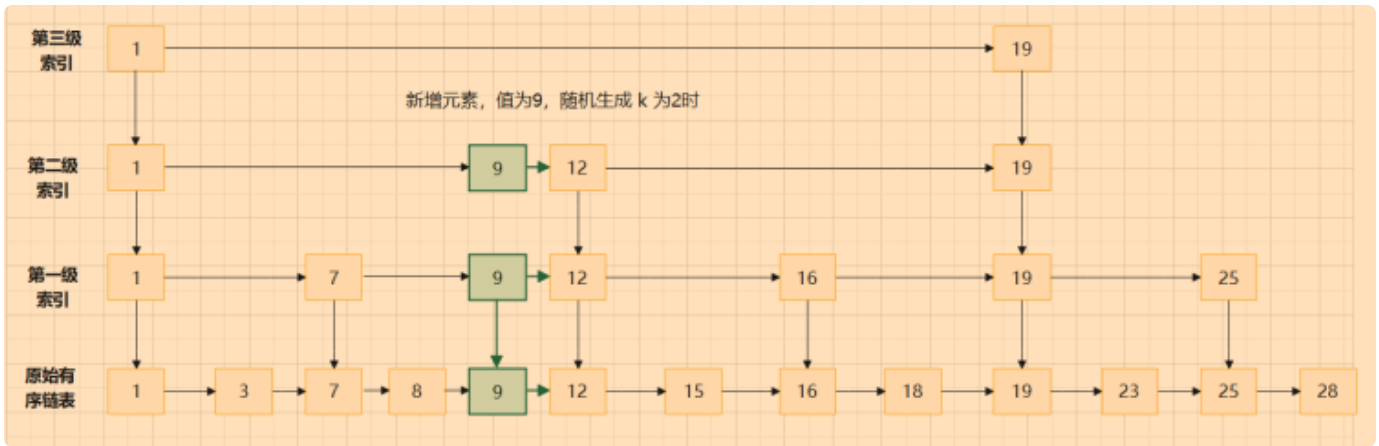 第三级
索引
1 19
新增元素，值为9，随机生成 k 为2时
第二级
索引
1 9 12 19
第一级
索引
1 7 9 12 16 19 25
原始有
序链表
1 3 7 8 9 12 15 16 18 19 23 25 28